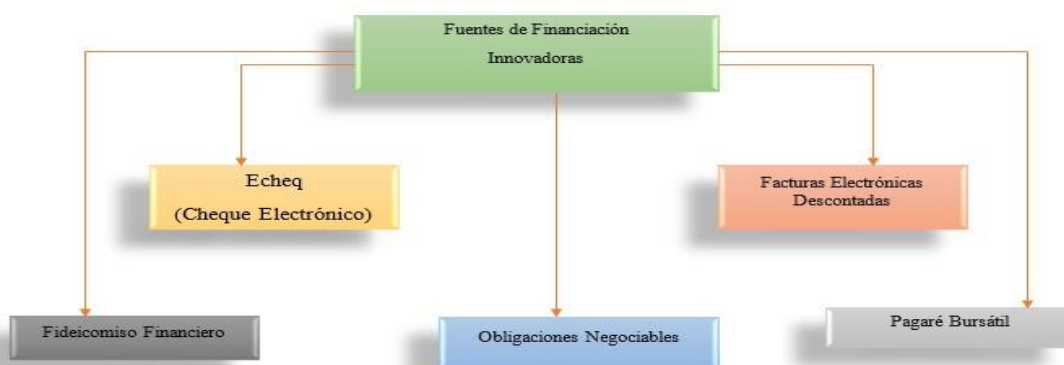 Fuentes de Financiación
Innovadoras
Echeq
(Cheque Electrónico)
Facturas Electrónicas
Descontadas
Fideicomiso Financiero
Obligaciones Negociables
Pagaré Bursátil